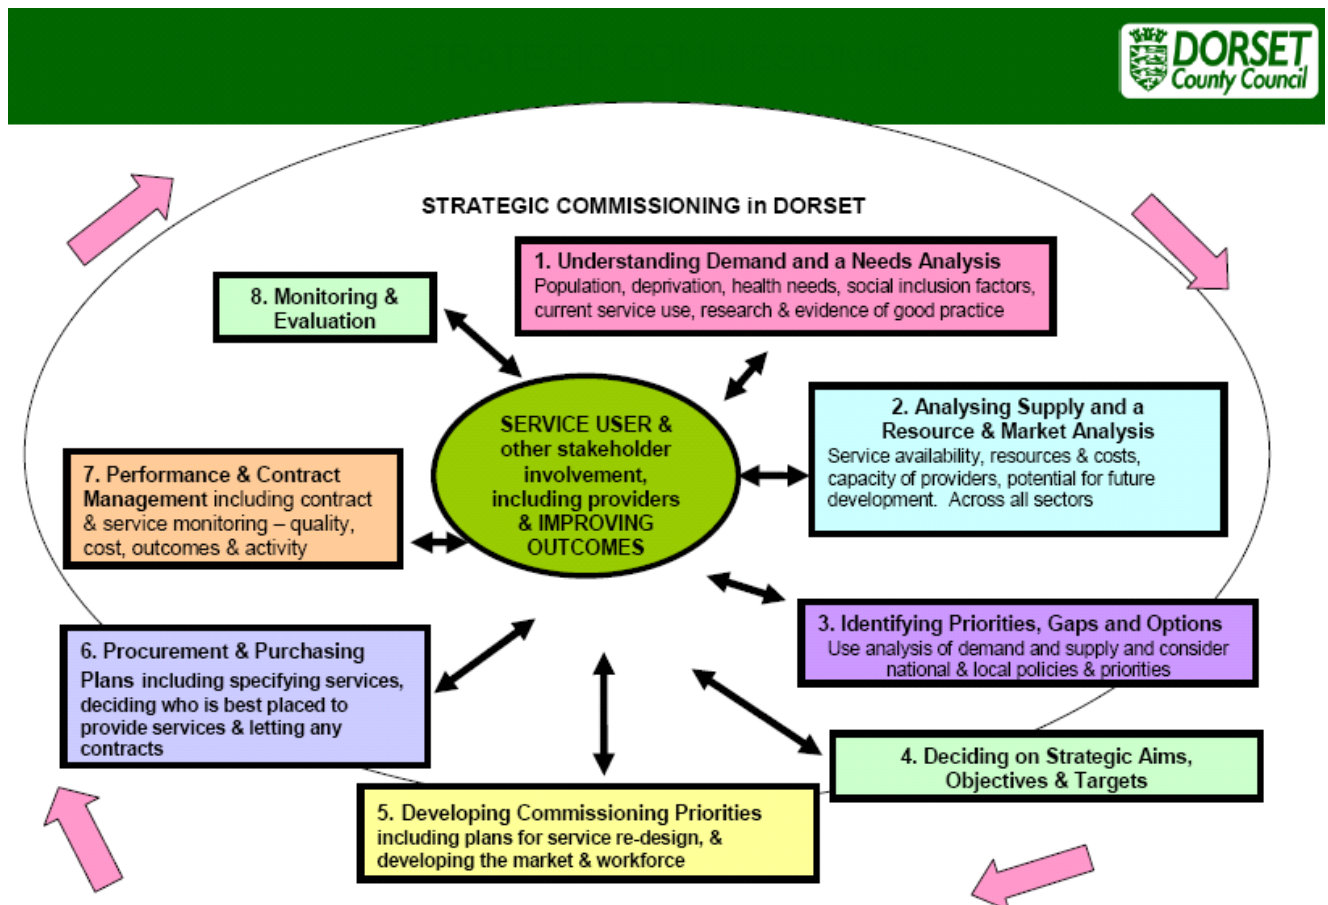 DORSET
County Council
STRATEGIC COMMISSIONING in DORSET
1. Understanding Demand and a Needs Analysis
Population, deprivation, health needs, social inclusion factors,
current service use, research & evidence of good practice
2. Analysing Supply and a
Resource & Market Analysis
Service availability, resources & costs,
capacity of providers, potential for future
development. Across all sectors
3. Identifying Priorities, Gaps and Options
Use analysis of demand and supply and consider
national & local policies & priorities
4. Deciding on Strategic Aims,
Objectives & Targets
5. Developing Commissioning Priorities
including plans for service re-design, &
developing the market & workforce
6. Procurement & Purchasing
Plans including specifying services,
deciding who is best placed to
provide services & letting any
contracts
7. Performance & Contract
Management including contract
& service monitoring – quality,
cost, outcomes & activity
8. Monitoring &
Evaluation
SERVICE USER &
other stakeholder
involvement,
including providers
& IMPROVING
OUTCOMES